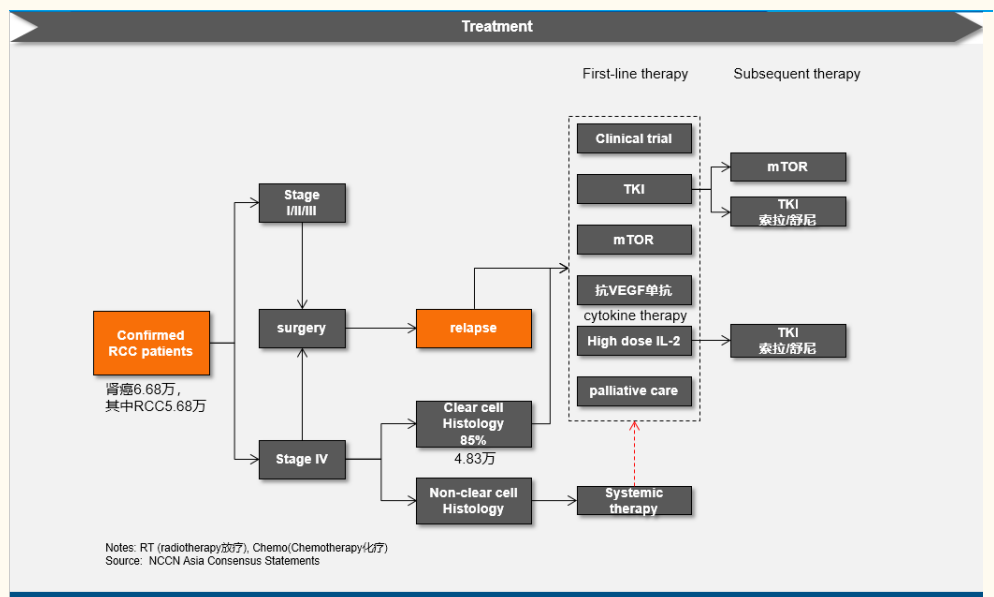 Treatment
First-line therapy
Subsequent therapy
Clinical trial
TKI
mTOR
抗VEGF单抗
cytokine therapy
High dose IL-2
palliative care
mTOR
TKI
索拉/舒尼
TKI
索拉/舒尼
Stage
I/II/III
surgery
relapse
Confirmed
RCC patients
肾癌6.68万，
其中RCC5.68万
Stage IV
Clear cell
Histology
85%
4.83万
Non-clear cell
Histology
Systemic
therapy
Notes: RT (radiotherapy放疗), Chemo(Chemotherapy化疗)
Source: NCCN Asia Consensus Statements